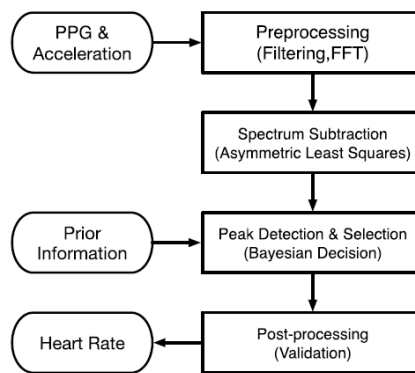 PPG &
Acceleration
Preprocessing
(Filtering,FFT)
Spectrum Subtraction
(Asymmetric Least Squares)
Prior
Information
Peak Detection & Selection
(Bayesian Decision)
Heart Rate
Post-processing
(Validation)